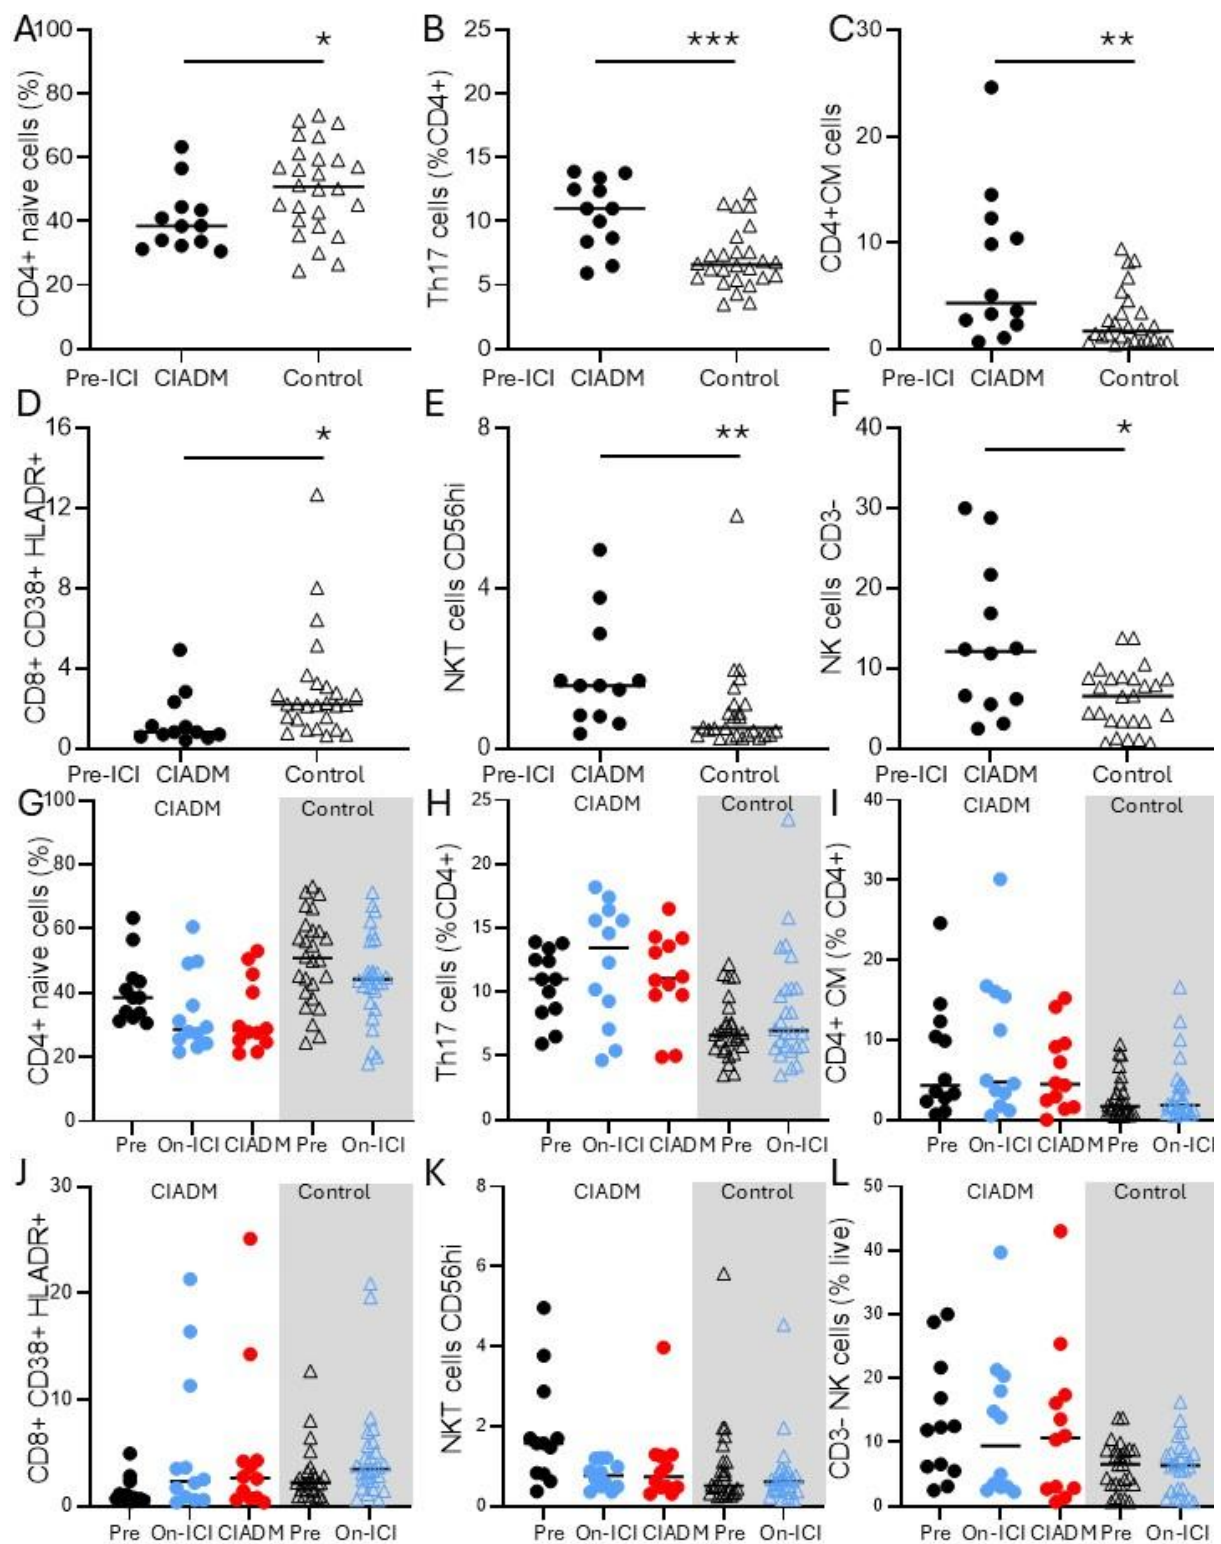 A
CD4+ naive cells (%)
100
80
60
40
20
0
*
Pre-ICI CIADM Control
B
Th17 cells (%CD4+)
25
20
15
10
5
0
***
Pre-ICI CIADM Control
C
CD4+CM cells
30
20
10
0
**
Pre-ICI CIADM Control
D
CD8+ CD38+ HLADR+
16
12
8
4
0
*
Pre-ICI CIADM Control
E
NKT cells CD56hi
8
4
0
**
Pre-ICI CIADM Control
F
NK cells CD3-
40
30
20
10
0
*
Pre-ICI CIADM Control
G
CD4+ naive cells (%)
100
80
60
40
20
0
CIADM Control
Pre On-ICI CIADM Pre On-ICI
H
Th17 cells (%CD4+)
25
20
15
10
5
0
CIADM Control
Pre On-ICI CIADM Pre On-ICI
I
CD4+ CM (% CD4+)
40
30
20
10
0
CIADM Control
Pre On-ICI CIADM Pre On-ICI
J
CD8+ CD38+ HLADR+
30
20
10
0
CIADM Control
Pre On-ICI CIADM Pre On-ICI
K
NKT cells CD56hi
8
6
4
2
0
CIADM Control
Pre On-ICI CIADM Pre On-ICI
L
CD3- NK cells (% live)
50
40
30
20
10
0
CIADM Control
Pre On-ICI CIADM Pre On-ICI